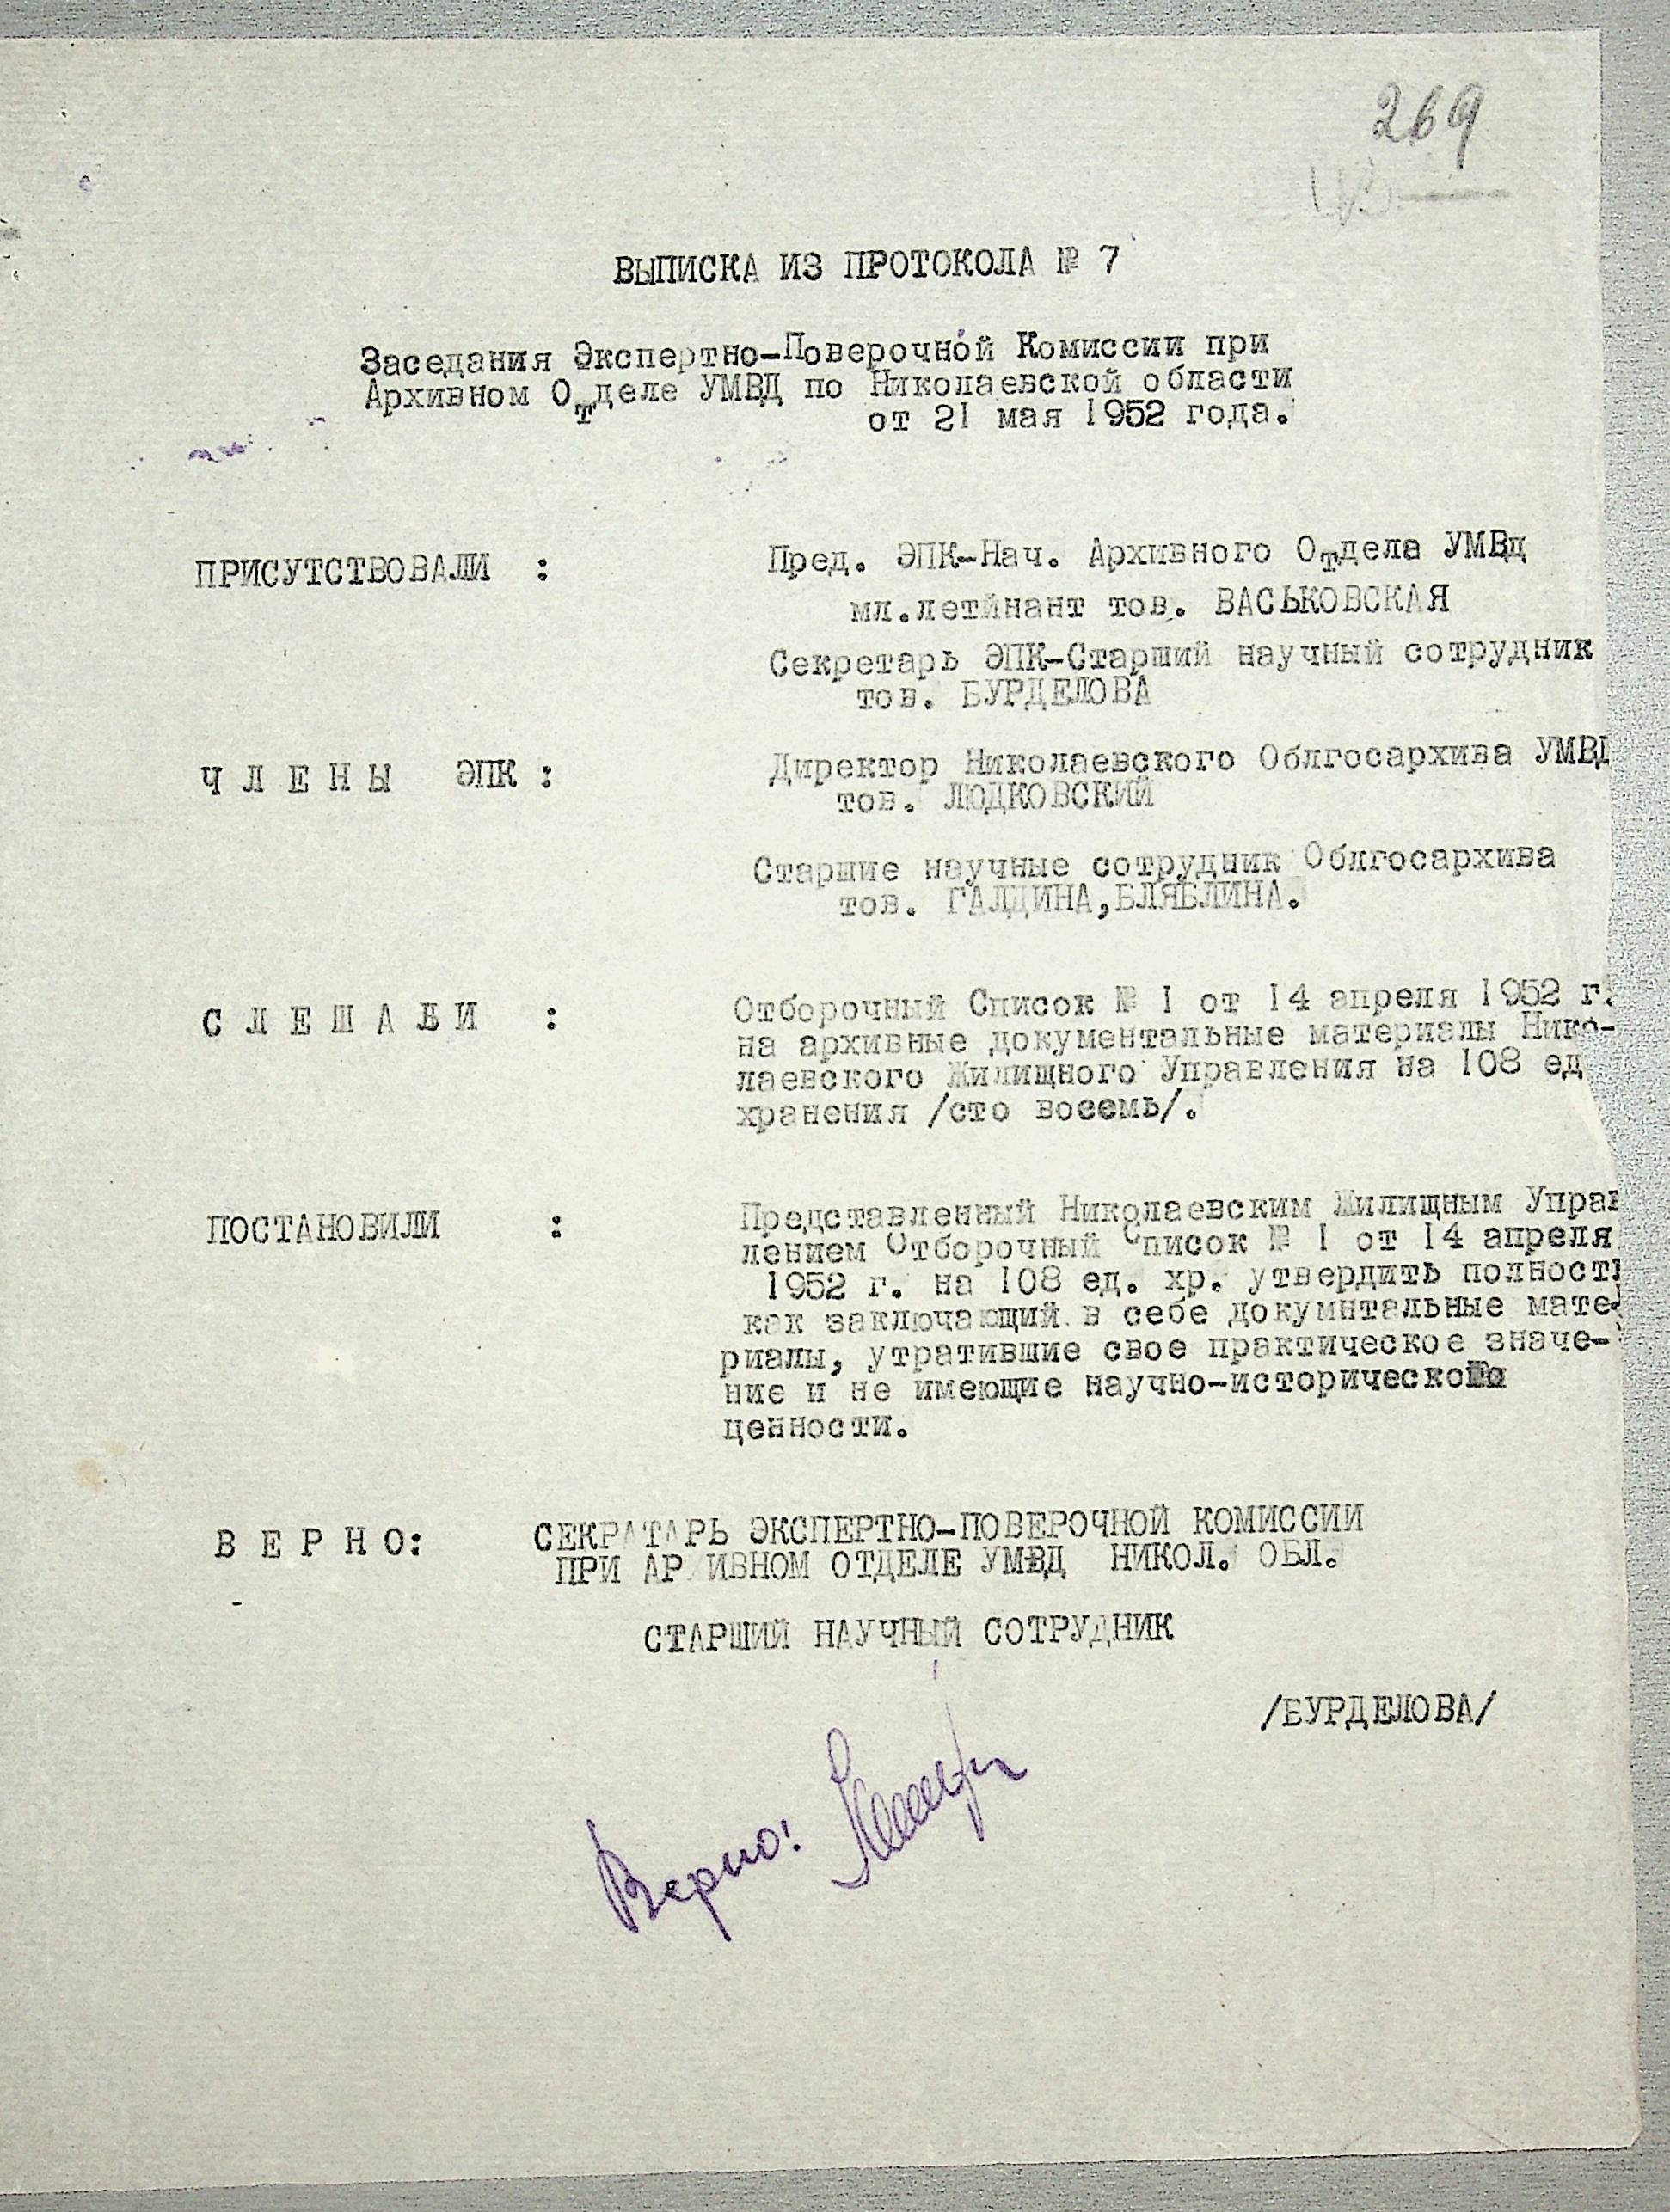 269
ВЫПИСКА ИЗ ПРОТОКОЛА № 7
Заседания Экспертно-Поверочной Комиссии при
Архивном Отделе УМВД по Николаевской области
от 21 мая 1952 года.
ПРИСУТСТВОВАЛИ : Пред. ЭПК-Нач. Архивного Отдела УМВД
мл.летйнант тов. ВАСЬКОВСКАЯ
Секретарь ЭПК-Старший научный сотрудник
тов. БУРДЕЛОВА
Ч Л Е Н Ы ЭПК : Директор Николаевского Облгосархива УМВД
тов. ЛЮДКОВСКИЙ
Старшие научные сотрудник Облгосархива
тов. ГАЛДИНА,БЛЯБЛИНА.
С Л Е Ш А Л И : Отборочный Список № 1 от 14 апреля 1952 г.
на архивные документальные материалы Нико-
лаевского Жилищного Управления на 108 ед
хранения /сто восемь/.
ПОСТАНОВИЛИ : Представленный Николаевским Жилищным Управ
лением Отборочный Список № 1 от 14 апреля
1952 г. на 108 ед. хр. утвердить полность
как заключающий в себе докумнтальные мате-
риалы, утратившие свое практическое значе-
ние и не имеющие научно-исторического
ценности.
В Е Р Н О: СЕКРАТАРЬ ЭКСПЕРТНО-ПОВЕРОЧНОЙ КОМИССИИ
ПРИ АР ИВНОМ ОТДЕЛЕ УМВД НИКОЛ. ОБЛ.
СТАРШИЙ НАУЧНЫЙ СОТРУДНИК
/БУРДЕЛОВА/
Верно!